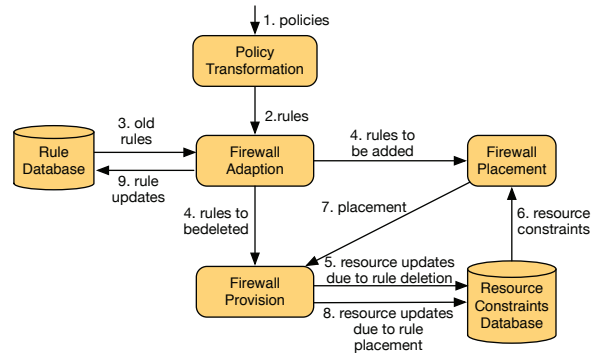 1. policies
Policy
Transformation
2.rules
3. old
rules
4. rules to
be added
Rule
Database
Firewall
Adaption
Firewall
Placement
9. rule
updates
4. rules to
bedeleted
7. placement
6. resource
constraints
5. resource updates
due to rule deletion
Firewall
Provision
Resource
Constraints
Database
8. resource updates
due to rule
placement